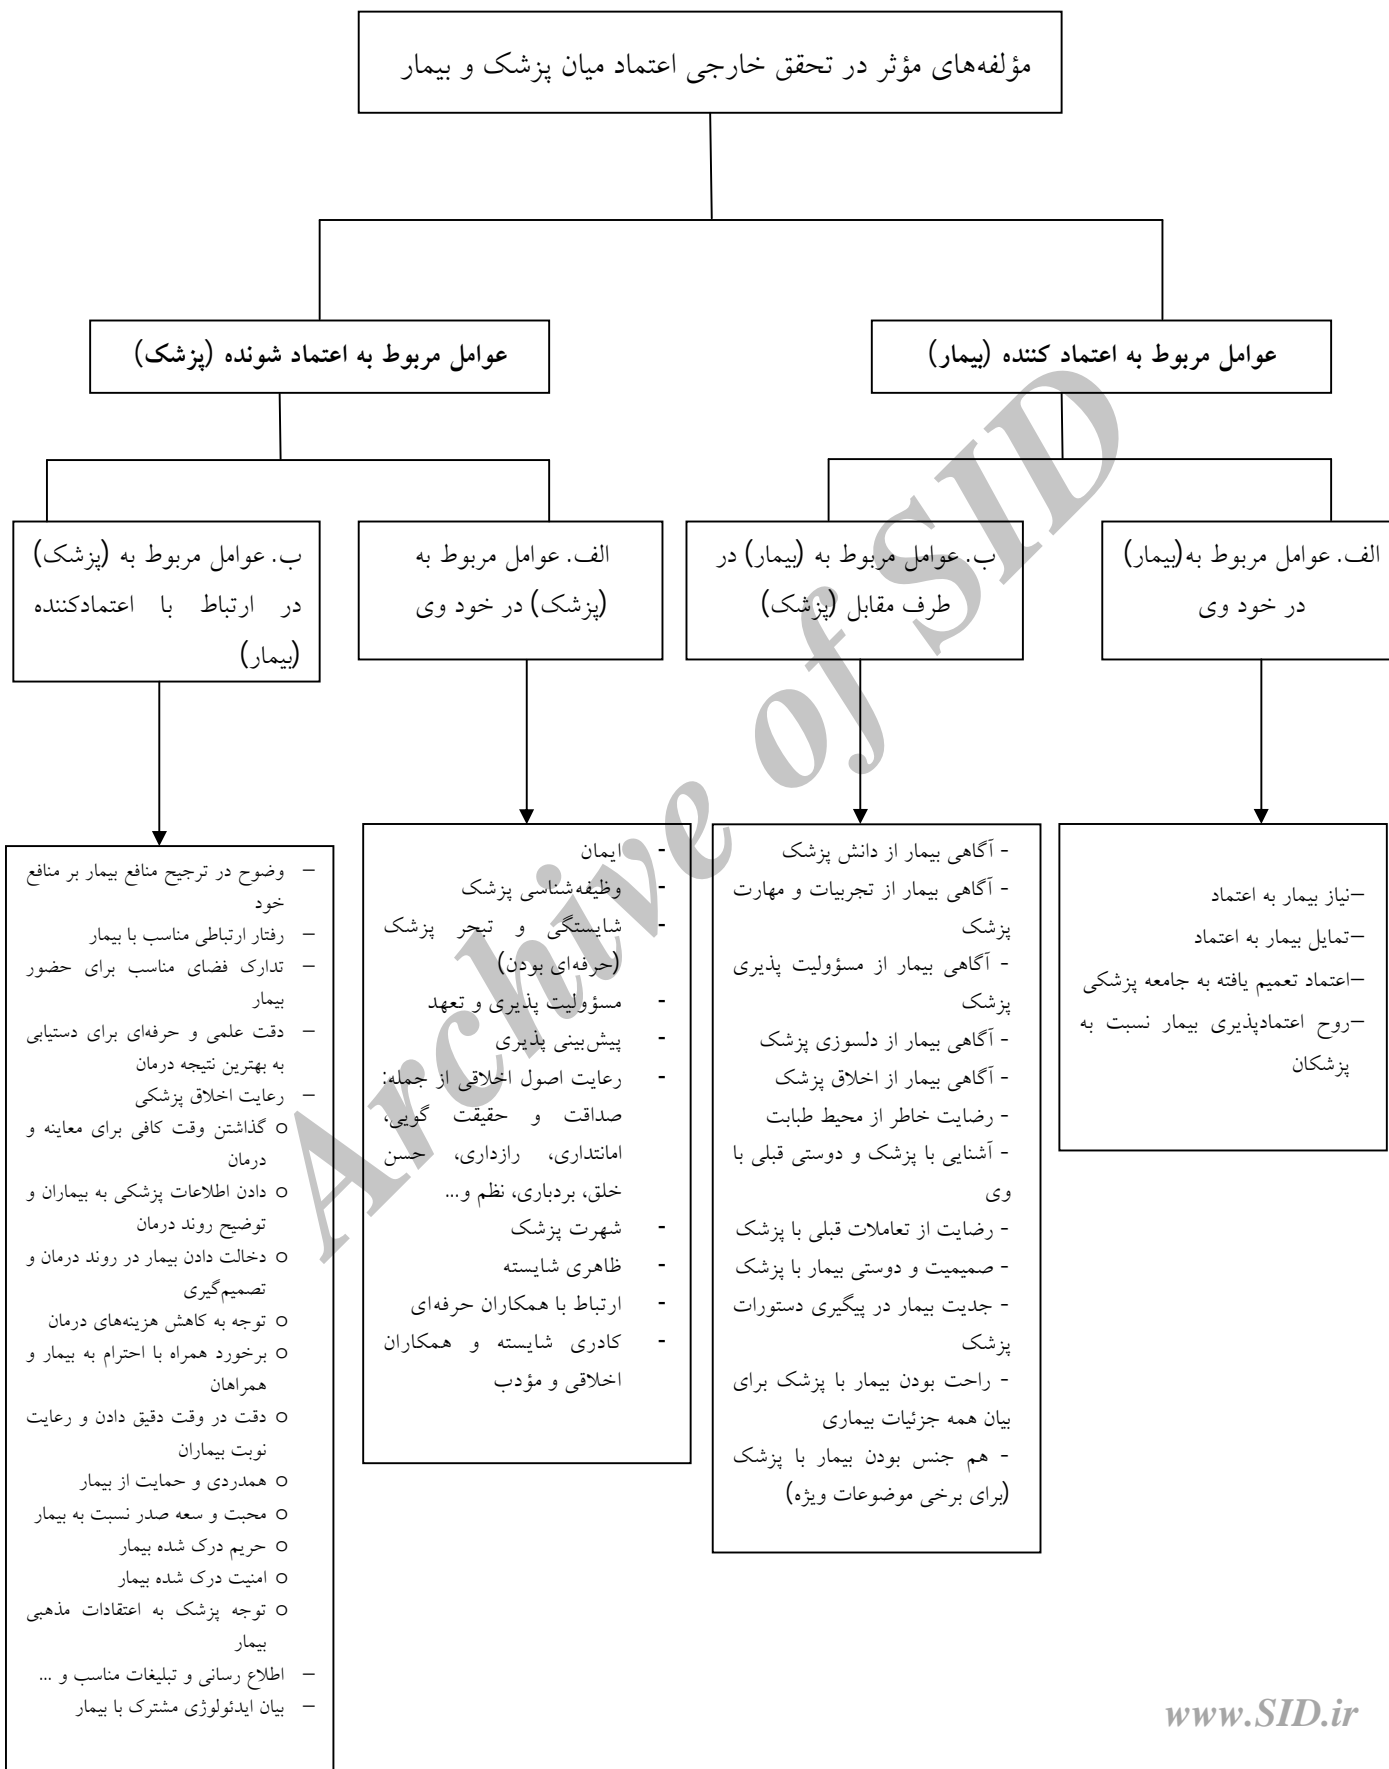 مؤلفه‌های مؤثر در تحقق خارجی اعتماد میان پزشک و بیمار
عوامل مربوط به اعتماد کننده (بیمار)
عوامل مربوط به اعتماد شونده (پزشک)
الف. عوامل مربوط به(بیمار)
در خود وی
ب. عوامل مربوط به (بیمار) در
طرف مقابل (پزشک)
الف. عوامل مربوط به
(پزشک) در خود وی
ب. عوامل مربوط به (پزشک)
در ارتباط با اعتمادکننده
(بیمار)
–نیاز بیمار به اعتماد
–تمایل بیمار به اعتماد
–اعتماد تعمیم یافته به جامعه پزشکی
–روح اعتمادپذیری بیمار نسبت به
پزشکان
- آگاهی بیمار از دانش پزشک
- آگاهی بیمار از تجربیات و مهارت
پزشک
- آگاهی بیمار از مسؤولیت پذیری
پزشک
- آگاهی بیمار از دلسوزی پزشک
- آگاهی بیمار از اخلاق پزشک
- رضایت خاطر از محیط طبابت
- آشنایی با پزشک و دوستی قبلی با
وی
- رضایت از تعاملات قبلی با پزشک
- صمیمیت و دوستی بیمار با پزشک
- جدیت بیمار در پیگیری دستورات
پزشک
- راحت بودن بیمار با پزشک برای
بیان همه جزئیات بیماری
- هم جنس بودن بیمار با پزشک
(برای برخی موضوعات ویژه)
- ایمان
- وظیفه‌شناسی پزشک
- شایستگی و تبحر پزشک
(حرفه‌ای بودن)
- مسؤولیت پذیری و تعهد
- پیش‌بینی پذیری
- رعایت اصول اخلاقی از جمله:
صداقت و حقیقت گویی،
امانتداری، رازداری، حسن
خلق، بردباری، نظم و...
- شهرت پزشک
- ظاهری شایسته
- ارتباط با همکاران حرفه‌ای
- کادری شایسته و همکاران
اخلاقی و مؤدب
– وضوح در ترجیح منافع بیمار بر منافع
خود
– رفتار ارتباطی مناسب با بیمار
– تدارک فضای مناسب برای حضور
بیمار
– دقت علمی و حرفه‌ای برای دستیابی
به بهترین نتیجه درمان
– رعایت اخلاق پزشکی
o گذاشتن وقت کافی برای معاینه و
درمان
o دادن اطلاعات پزشکی به بیماران و
توضیح روند درمان
o دخالت دادن بیمار در روند درمان و
تصمیم‌گیری
o توجه به کاهش هزینه‌های درمان
o برخورد همراه با احترام به بیمار و
همراهان
o دقت در وقت دقیق دادن و رعایت
نوبت بیماران
o همدردی و حمایت از بیمار
o محبت و سعه صدر نسبت به بیمار
o حریم درک شده بیمار
o امنیت درک شده بیمار
o توجه پزشک به اعتقادات مذهبی
بیمار
– اطلاع رسانی و تبلیغات مناسب و ...
– بیان ایدئولوژی مشترک با بیمار
Archive of SID
www.SID.ir